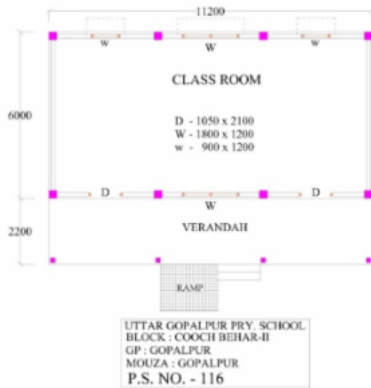 11200
w
W
w
CLASS ROOM
6000
D - 1050 x 2100
W - 1800 x 1200
w - 900 x 1200
D
D
W
2200
VERANDAH
RAMP
UTTAR GOPALPUR PRY. SCHOOL
BLOCK : COOCH BEHAR-II
GP : GOPALPUR
MOUZA : GOPALPUR
P.S. NO. - 116